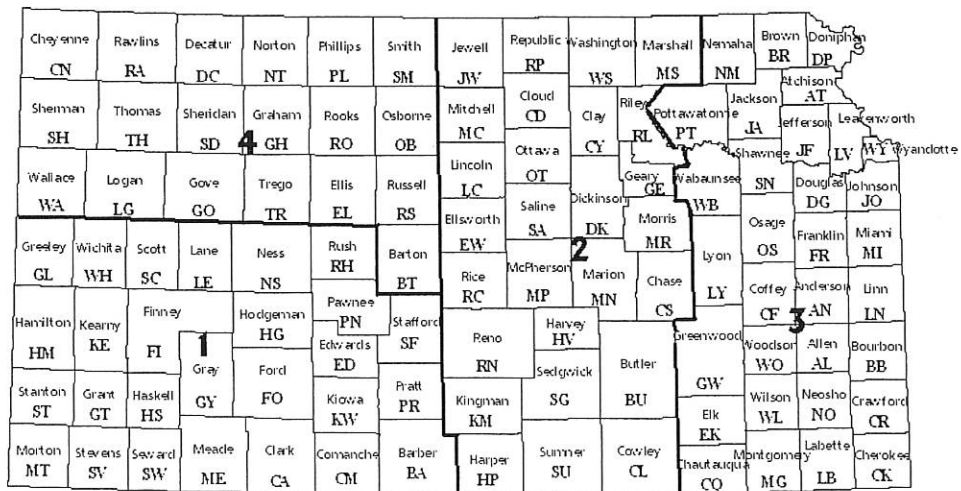 Cheyenne Rawlins Decatur Norton Phillips Smith Jewell Republic Washington Marshall Nemaha Brown Doniphan
CN RA DC NT PL SM JW RP WS MS NM BR DP
Atchison
AT
Sherman Thomas Sheridan Graham Rooks Osborne Mitchell Cloud Clay Riley Pottawatomie Jackson Jefferson Leavenworth
SH TH SD 4 GH RO OB MC CD CY RL PT JA JF LV WY Wyandotte
Wallace Logan Gove Trego Ellis Russell Lincoln Ottawa Dickinson Geary Wabaunsee Shawnee Douglas Johnson
WA LG GO TR EL RS LC OT DK GE WB SN DG JO
Ellsworth Saline Morris Osage Franklin Miami
EW SA 2 MR OS FR MI
Greeley Wichita Scott Lane Ness Rush Barton Rice McPherson Marion Chase Lyon Coffey Anderson Linn
GL WH SC LE NS RH BT RC MP MN CS LY CF 3 AN LN
Hamilton Kearny Finney Hodgeman Pawnee Stafford Reno Harvey Greenwood Woodson Allen Bourbon
HM KE FI 1 HG PN SF RN HV GW WO AL BB
Edwards
ED
Stanton Grant Haskell Gray Ford Kiowa Pratt Kingman Sedgwick Butler Elk Wilson Neosho Crawford
ST GT HS GY FO KW PR KM SG BU EK WL NO CR
Morton Stevens Seward Meade Clark Comanche Barber Harper Sumner Cowley Chautauqua Montgomery Labette Cherokee
MT SV SW ME CA CM BA HP SU CL CQ MG LB CK